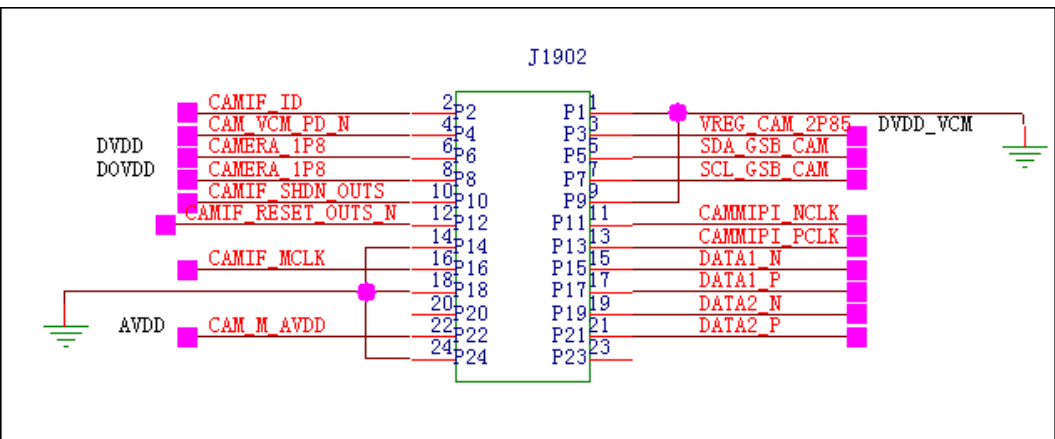 J1902
CAMIF_ID 2 P2 P1 1
CAM_VCM_PD_N 4 P4 P3 3 VREG_CAM_2P85 DVDD_VCM
DVDD CAMERA_1P8 6 P6 P5 5 SDA_GSB_CAM
DOVDD CAMERA_1P8 8 P8 P7 7 SCL_GSB_CAM
CAMIF_SHDN_OUTS 10 P10 P9 9
CAMIF_RESET_OUTS_N 12 P12 P11 11 CAMMIPI_NCLK
14 P14 P13 13 CAMMIPI_PCLK
CAMIF_MCLK 16 P16 P15 15 DATA1_N
18 P18 P17 17 DATA1_P
20 P20 P19 19 DATA2_N
AVDD CAM_M_AVDD 22 P22 P21 21 DATA2_P
24 P24 P23 23